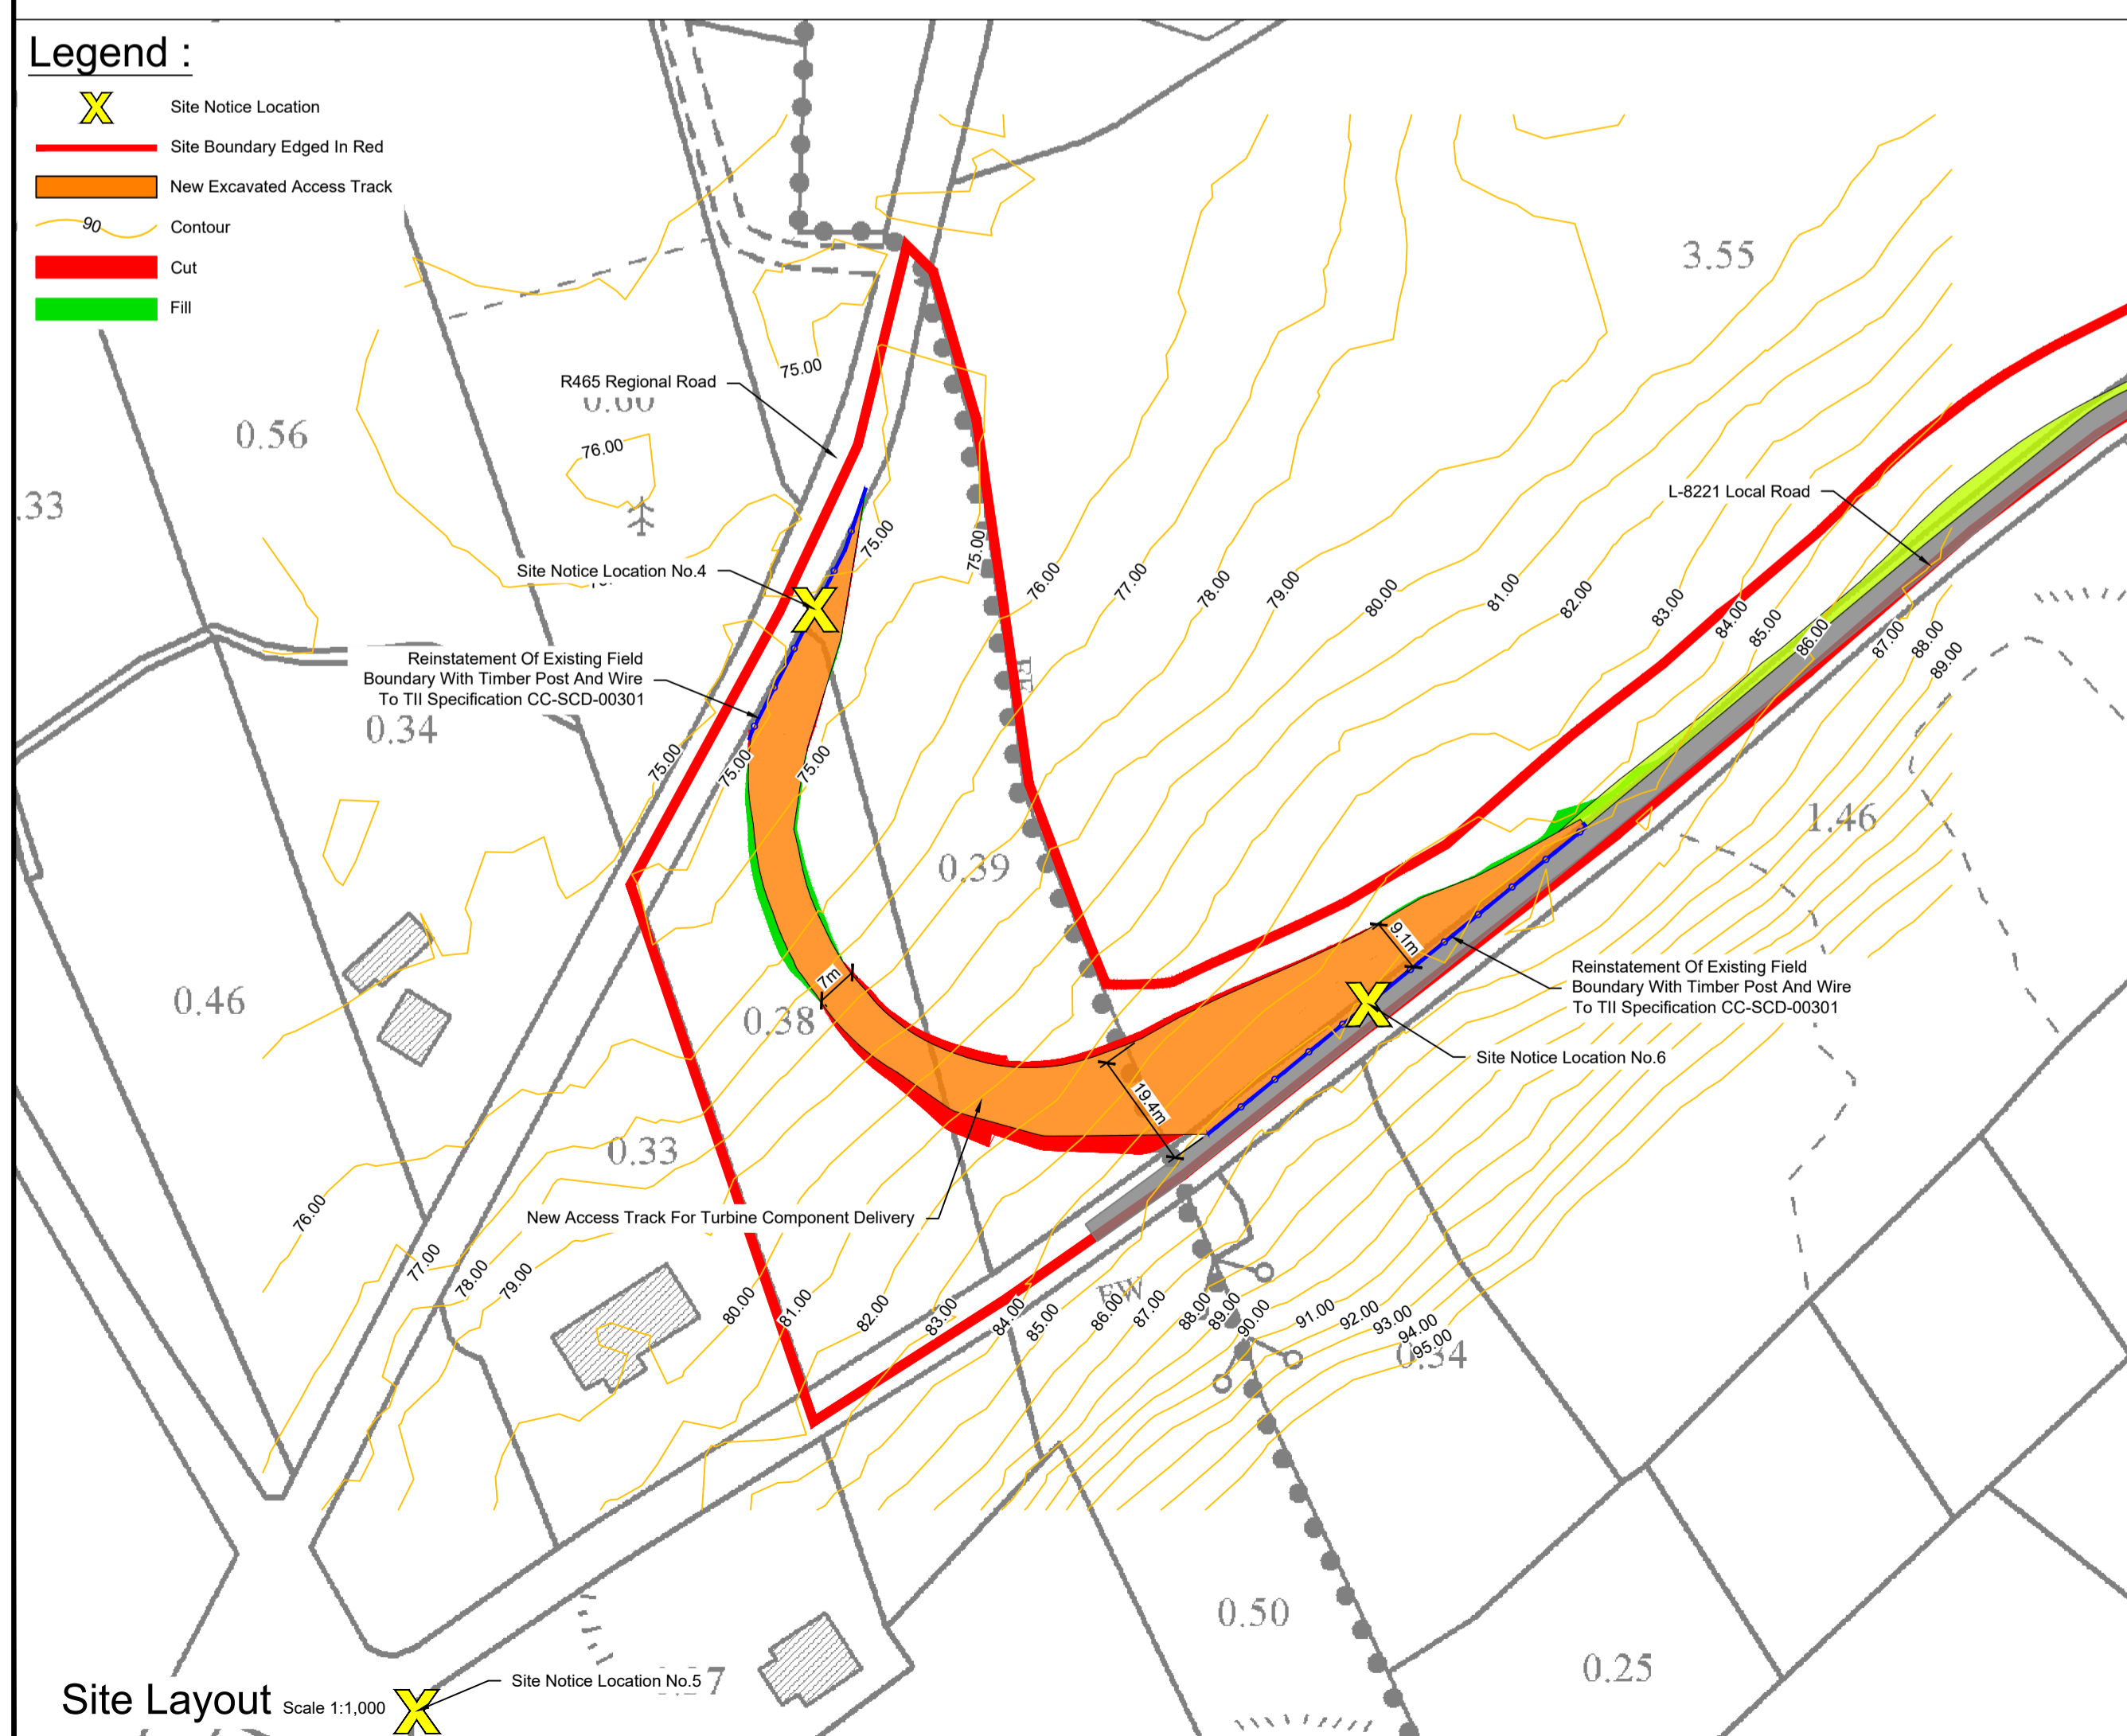 Legend :
Site Notice Location
Site Boundary Edged In Red
New Excavated Access Track
90
Contour
Cut
Fill
3.55
75.00
R465 Regional Road
0.56
76.00
.33
L-8221 Local Road
75.00
75.00
Site Notice Location No.4
76.00
77.00
78.00
79.00
80.00
81.00
82.00
83.00
84.00
85.00
86.00
87.00
88.00
89.00
Reinstatement Of Existing Field
Boundary With Timber Post And Wire
To TII Specification CC-SCD-00301
0.34
75.00
75.00
75.00
1.46
0.39
9.1m
7m
0.46
0.38
Reinstatement Of Existing Field
Boundary With Timber Post And Wire
To TII Specification CC-SCD-00301
Site Notice Location No.6
19.4m
0.33
New Access Track For Turbine Component Delivery
76.00
77.00
78.00
79.00
80.00
81.00
82.00
83.00
84.00
85.00
86.00
87.00
88.00
89.00
90.00
91.00
92.00
93.00
94.00
95.00
0.50
0.25
Site Layout Scale 1:1,000
Site Notice Location No.5